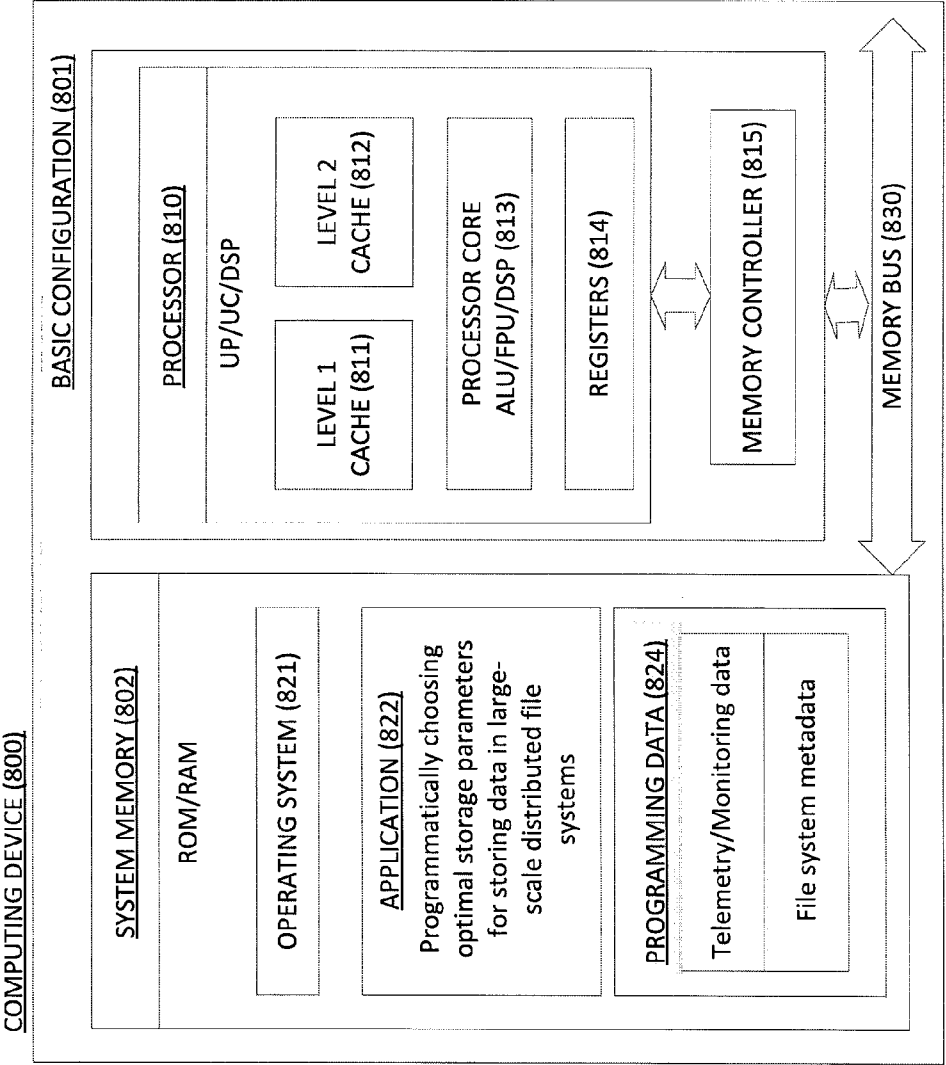 COMPUTING DEVICE (800)
BASIC CONFIGURATION (801)
SYSTEM MEMORY (802)
ROM/RAM
OPERATING SYSTEM (821)
APPLICATION (822)
Programmatically choosing
optimal storage parameters
for storing data in large-
scale distributed file
systems
PROGRAMMING DATA (824)
Telemetry/Monitoring data
File system metadata
PROCESSOR (810)
UP/UC/DSP
LEVEL 1
CACHE (811)
LEVEL 2
CACHE (812)
PROCESSOR CORE
ALU/FPU/DSP (813)
REGISTERS (814)
MEMORY CONTROLLER (815)
MEMORY BUS (830)